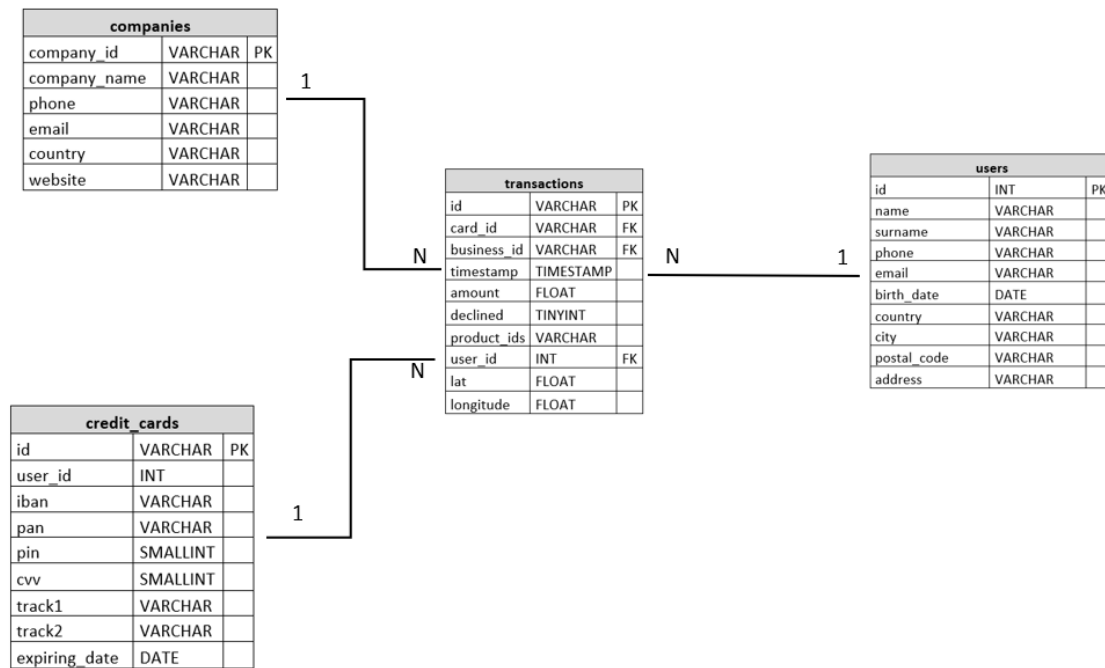 companies
company_id VARCHAR PK
company_name VARCHAR
phone VARCHAR
email VARCHAR
country VARCHAR
website VARCHAR
1
N
transactions
id VARCHAR PK
card_id VARCHAR FK
business_id VARCHAR FK
timestamp TIMESTAMP
amount FLOAT
declined TINYINT
product_ids VARCHAR
user_id INT FK
lat FLOAT
longitude FLOAT
N
1
users
id INT PK
name VARCHAR
surname VARCHAR
phone VARCHAR
email VARCHAR
birth_date DATE
country VARCHAR
city VARCHAR
postal_code VARCHAR
address VARCHAR
N
1
credit_cards
id VARCHAR PK
user_id INT
iban VARCHAR
pan VARCHAR
pin SMALLINT
cvv SMALLINT
track1 VARCHAR
track2 VARCHAR
expiring_date DATE